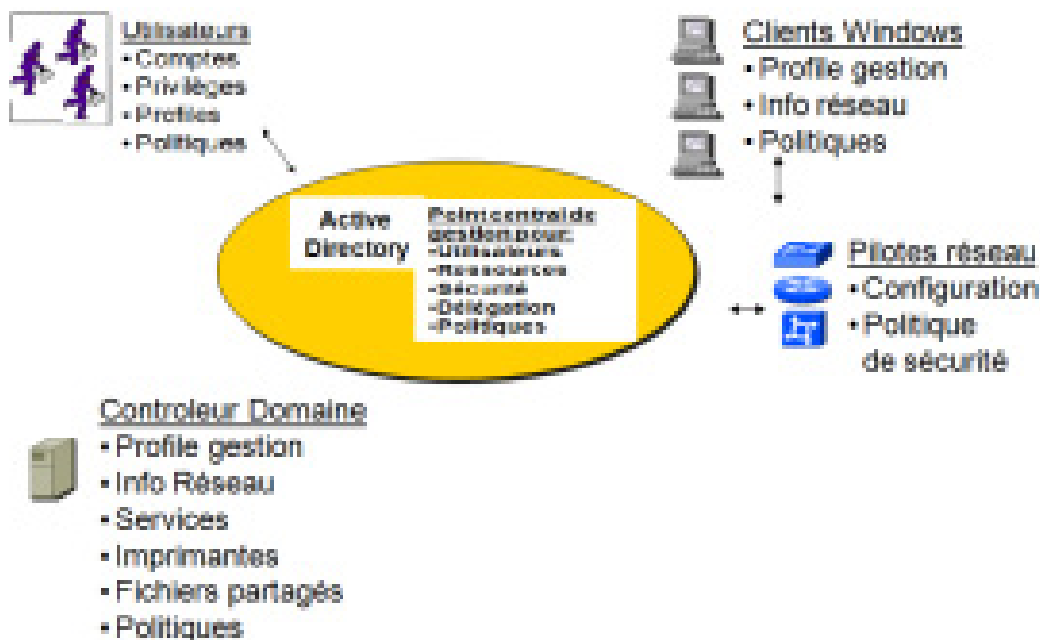 Utilisateurs
•Comptes
•Privilèges
•Profiles
•Politiques
Clients Windows
•Profile gestion
•Info réseau
•Politiques
Active
Directory
Point central de
gestion pour:
-Utilisateurs
-Ressources
-Sécurité
-Délégation
-Politiques
Pilotes réseau
•Configuration
•Politique
de sécurité
Controleur Domaine
•Profile gestion
•Info Réseau
•Services
•Imprimantes
•Fichiers partagés
•Politiques